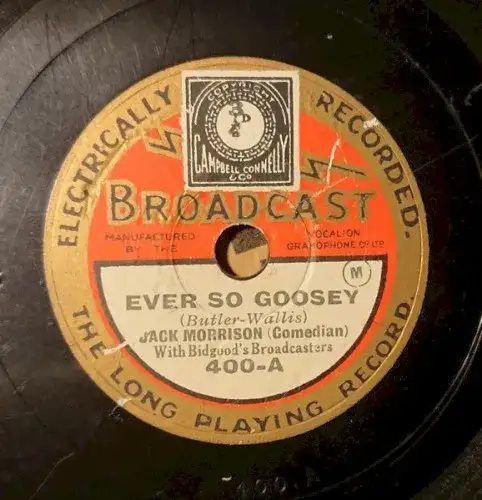 ELECTRICALLY RECORDED.
COPYRIGHT
CAMPBELL CONNELLY
& CO
BROADCAST
MANUFACTURED
BY THE
VOCALION
GRAMOPHONE CO LTD
M
EVER SO GOOSEY
(Butler-Wallis)
JACK MORRISON (Comedian)
With Bidgood's Broadcasters
400-A
THE LONG PLAYING RECORD.